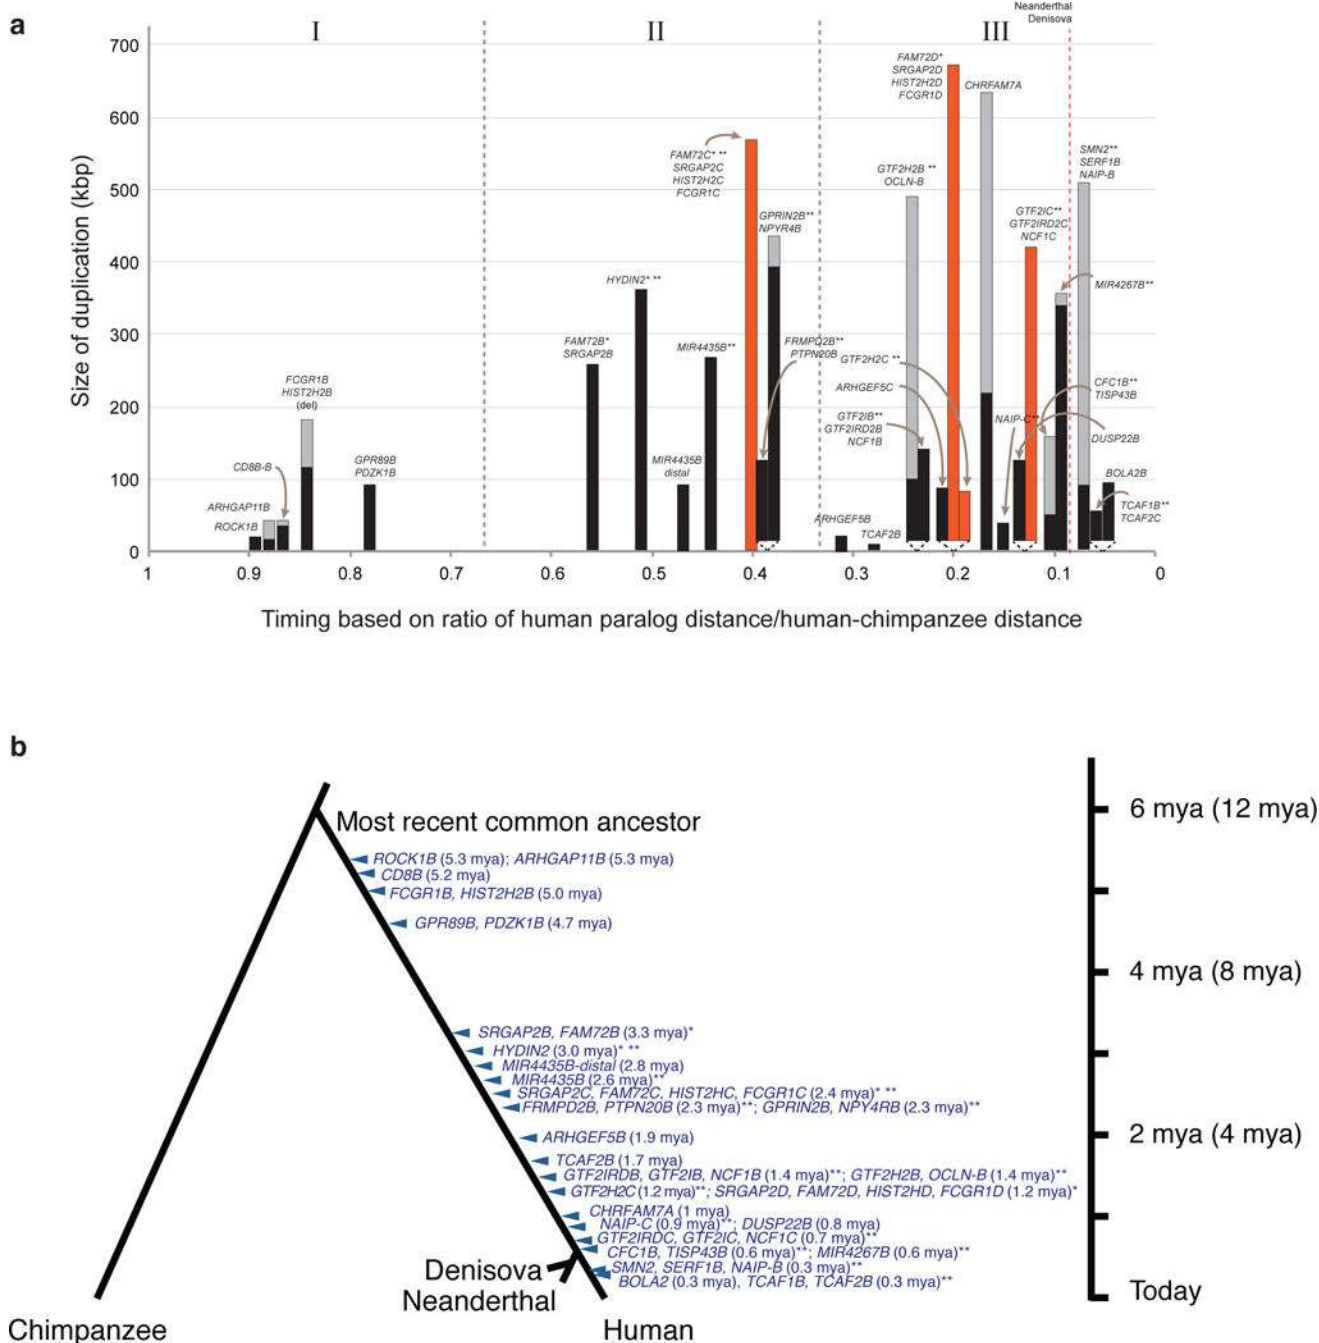 a
Neanderthal
Denisova
I
II
III
700
600
500
400
300
200
100
0
Size of duplication (kbp)
ROCK1B
ARHGAP11B
CD8B-B
FCGR1B
HIST2H2B
(del)
GPR89B
PDZK1B
FAM72B*
SRGAP2B
HYDIN2* **
MIR4435B
distal
MIR4435B**
FAM72C* **
SRGAP2C
HIST2H2C
FCGR1C
GPRIN2B**
NPYR4B
FRMPD2B**
PTPN20B
ARHGEF5B
TCAF2B
GTF2H2B **
OCLN-B
GTF2H2C **
ARHGEF5C
GTF2IB**
GTF2IRD2B
NCF1B
FAM72D*
SRGAP2D
HIST2H2D
FCGR1D
CHRFAM7A
NAIP-C**
GTF2IC**
GTF2IRD2C
NCF1C
SMN2**
SERF1B
NAIP-B
MIR4267B**
CFC1B**
TISP43B
DUSP22B
BOLA2B
TCAF1B**
TCAF2C
1 0.9 0.8 0.7 0.6 0.5 0.4 0.3 0.2 0.1 0
Timing based on ratio of human paralog distance/human-chimpanzee distance
b
Most recent common ancestor
ROCK1B (5.3 mya); ARHGAP11B (5.3 mya)
CD8B (5.2 mya)
FCGR1B, HIST2H2B (5.0 mya)
GPR89B, PDZK1B (4.7 mya)
SRGAP2B, FAM72B (3.3 mya)*
HYDIN2 (3.0 mya)* **
MIR4435B-distal (2.8 mya)
MIR4435B (2.6 mya)**
SRGAP2C, FAM72C, HIST2HC, FCGR1C (2.4 mya)* **
FRMPD2B, PTPN20B (2.3 mya)**; GPRIN2B, NPY4RB (2.3 mya)**
ARHGEF5B (1.9 mya)
TCAF2B (1.7 mya)
GTF2IRDB, GTF2IB, NCF1B (1.4 mya)**; GTF2H2B, OCLN-B (1.4 mya)**
GTF2H2C (1.2 mya)**; SRGAP2D, FAM72D, HIST2HD, FCGR1D (1.2 mya)*
CHRFAM7A (1 mya)
NAIP-C (0.9 mya)**; DUSP22B (0.8 mya)
GTF2IRDC, GTF2IC, NCF1C (0.7 mya)**
CFC1B, TISP43B (0.6 mya)**; MIR4267B (0.6 mya)**
SMN2, SERF1B, NAIP-B (0.3 mya)**
BOLA2 (0.3 mya), TCAF1B, TCAF2B (0.3 mya)**
Denisova
Neanderthal
Chimpanzee
Human
6 mya (12 mya)
4 mya (8 mya)
2 mya (4 mya)
Today